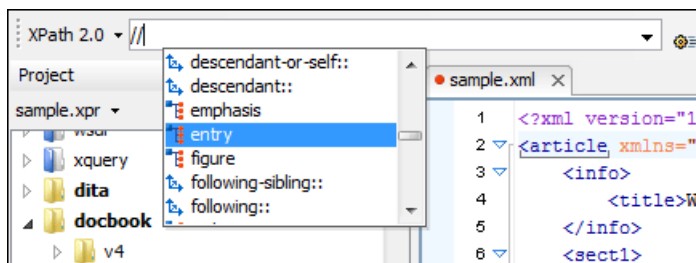 XPath 2.0 //
descendant-or-self::
descendant::
emphasis
entry
figure
following-sibling::
following::
Project
sample.xpr
xquery
dita
docbook
v4
sample.xml
1 <?xml version="1
2 <article xmlns="
3 <info>
4 <title>W
5 </info>
6 <sect1>